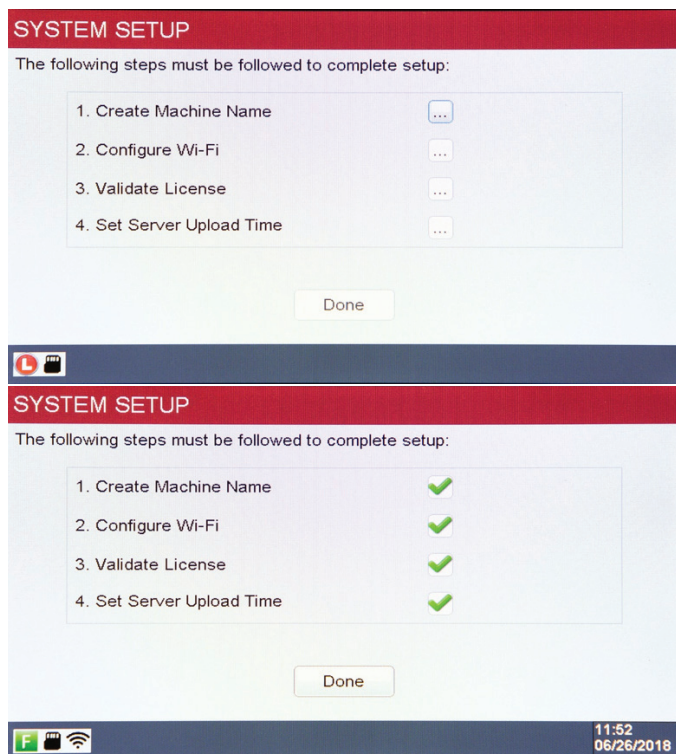 SYSTEM SETUP
The following steps must be followed to complete setup:
1. Create Machine Name ...
2. Configure Wi-Fi ...
3. Validate License ...
4. Set Server Upload Time ...
Done
L
SYSTEM SETUP
The following steps must be followed to complete setup:
1. Create Machine Name
2. Configure Wi-Fi
3. Validate License
4. Set Server Upload Time
Done
F
11:52
06/26/2018